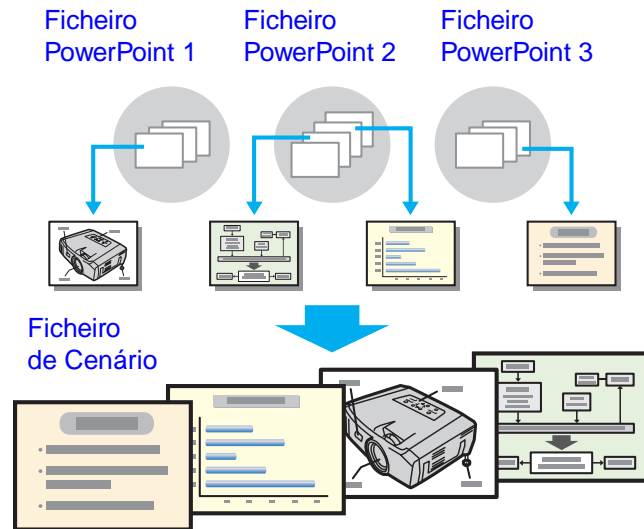 Ficheiro
PowerPoint 1
Ficheiro
PowerPoint 2
Ficheiro
PowerPoint 3
Ficheiro
de Cenário